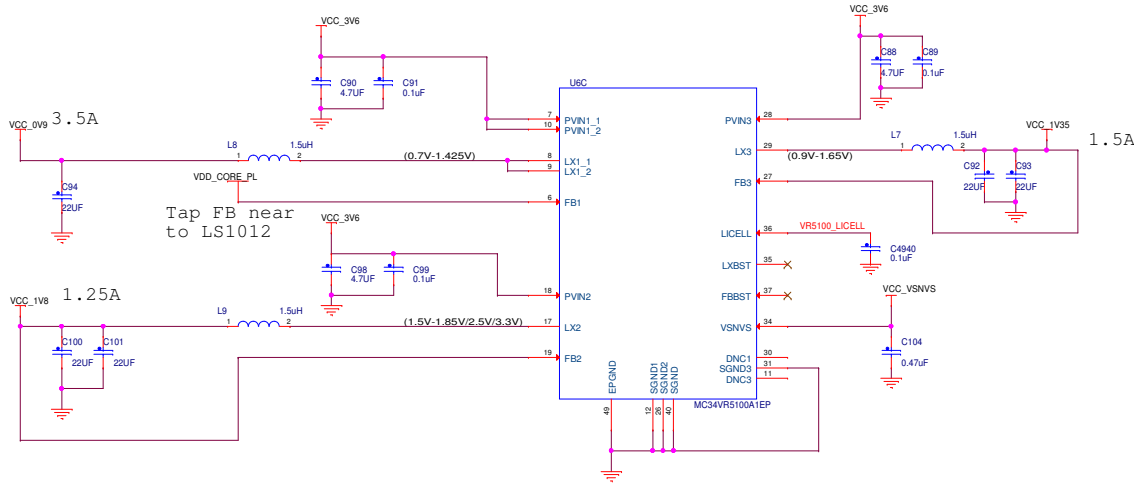 VCC_3V6
C90
4.7UF
C91
0.1uF
U6C
VCC_3V6
C88
4.7UF
C89
0.1uF
7
PVIN1_1
10
PVIN1_2
PVIN3
28
VCC_0V9
3.5A
L8
1.5uH
1
2
(0.7V-1.425V)
8
LX1_1
9
LX1_2
LX3
29
(0.9V-1.65V)
L7
1.5uH
1
2
VCC_1V35
1.5A
C94
22UF
VDD_CORE_PL
6
FB1
FB3
27
C92
22UF
C93
22UF
Tap FB near
to LS1012
VCC_3V6
LICELL
36
VR5100_LICELL
C4940
0.1uF
C98
4.7UF
C99
0.1uF
LXBST
35
18
PVIN2
FBBST
37
VCC_VSNVS
VCC_1V8
1.25A
L9
1.5uH
1
2
(1.5V-1.85V/2.5V/3.3V)
17
LX2
VSNVS
34
C100
22UF
C101
22UF
19
FB2
C104
0.47uF
DNC1
30
SGND3
31
DNC3
11
EPGND
SGND1
SGND2
SGND
49
12
26
40
MC34VR5100A1EP